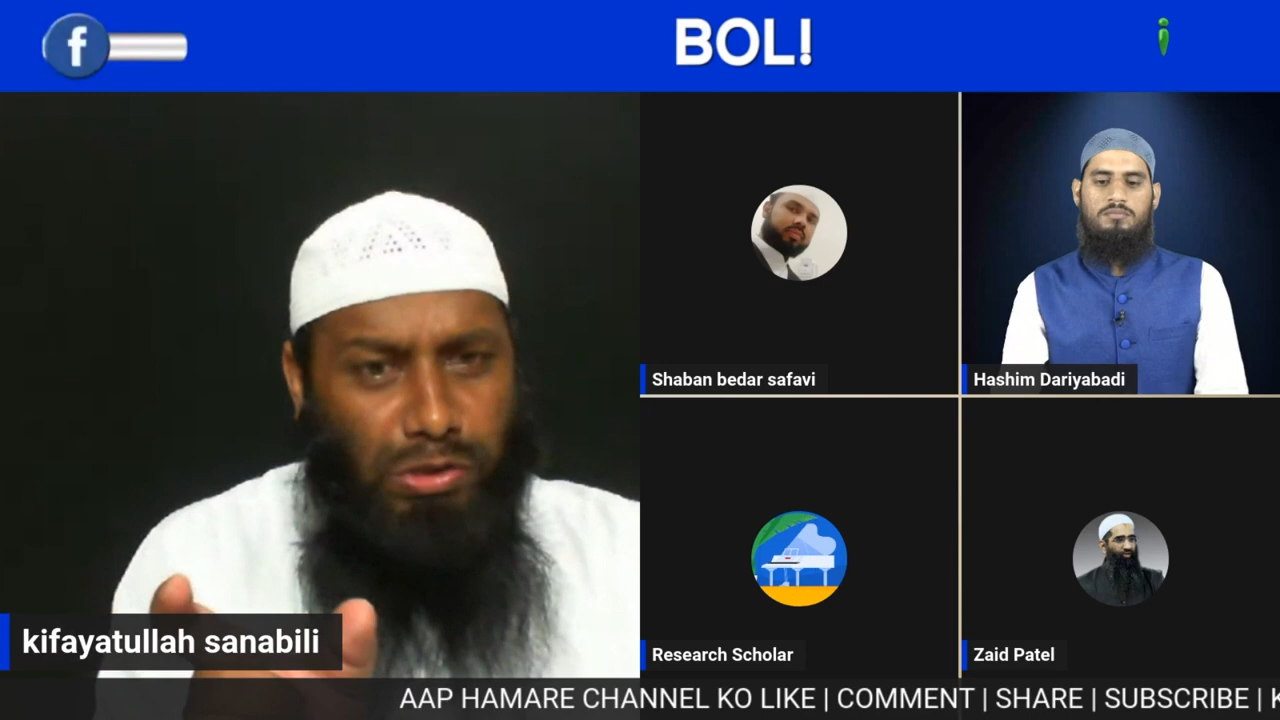 f
BOL!
Shaban bedar safavi
Hashim Dariyabadi
kifayatullah sanabili
Research Scholar
Zaid Patel
AAP HAMARE CHANNEL KO LIKE | COMMENT | SHARE | SUBSCRIBE |